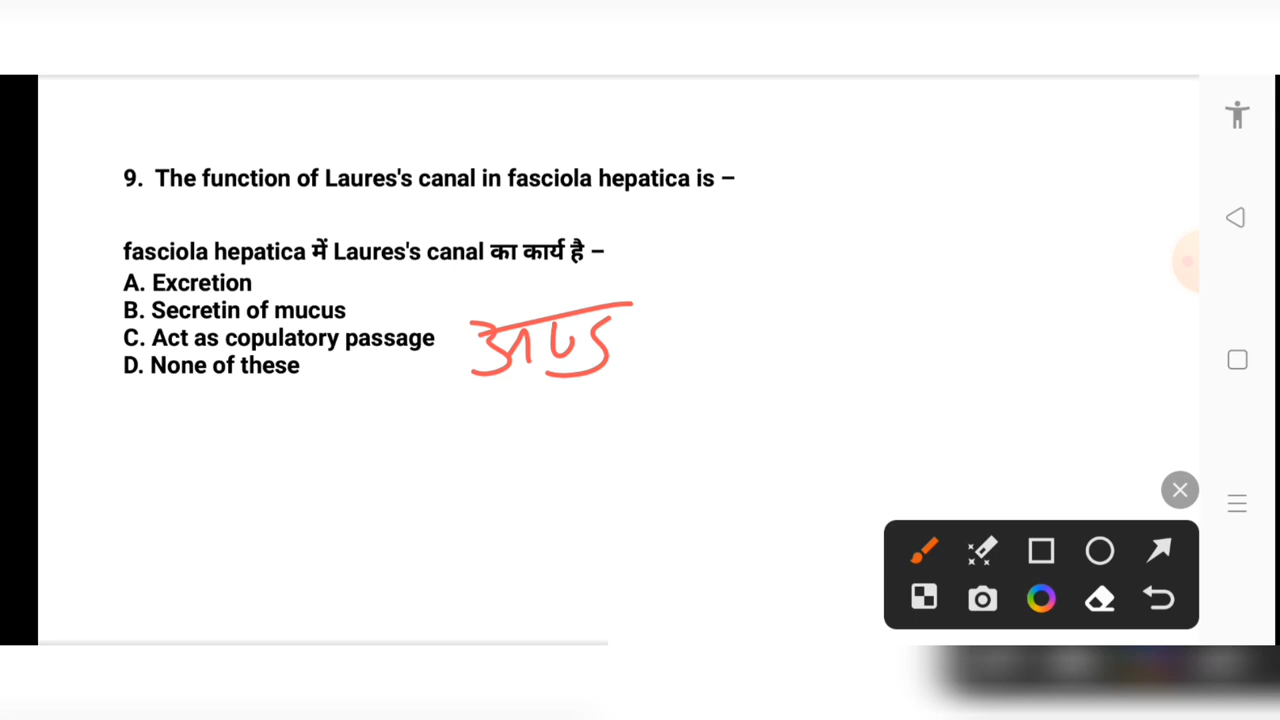 9. The function of Laures's canal in fasciola hepatica is –
fasciola hepatica में Laures's canal का कार्य है –
A. Excretion
B. Secretin of mucus
C. Act as copulatory passage
D. None of these